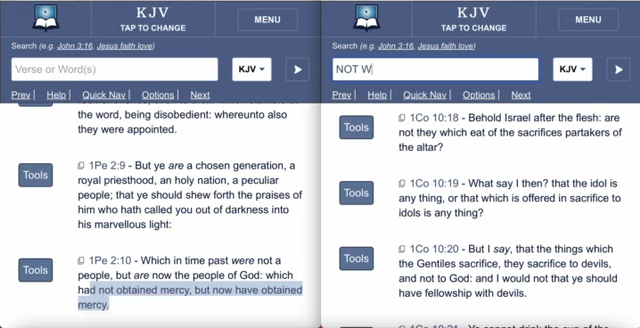 KJV
TAP TO CHANGE
MENU
Search (e.g. John 3:16, Jesus faith love)
Verse or Word(s)
KJV
Prev | Help | Quick Nav | Options | Next
the word, being disobedient: whereunto also
they were appointed.
Tools
1Pe 2:9 - But ye are a chosen generation, a
royal priesthood, an holy nation, a peculiar
people; that ye should shew forth the praises of
him who hath called you out of darkness into
his marvellous light:
Tools
1Pe 2:10 - Which in time past were not a
people, but are now the people of God: which
had not obtained mercy, but now have obtained
mercy.
KJV
TAP TO CHANGE
MENU
Search (e.g. John 3:16, Jesus faith love)
NOT W
KJV
Prev | Help | Quick Nav | Options | Next
Tools
1Co 10:18 - Behold Israel after the flesh: are
not they which eat of the sacrifices partakers of
the altar?
Tools
1Co 10:19 - What say I then? that the idol is
any thing, or that which is offered in sacrifice to
idols is any thing?
Tools
1Co 10:20 - But I say, that the things which
the Gentiles sacrifice, they sacrifice to devils,
and not to God: and I would not that ye should
have fellowship with devils.